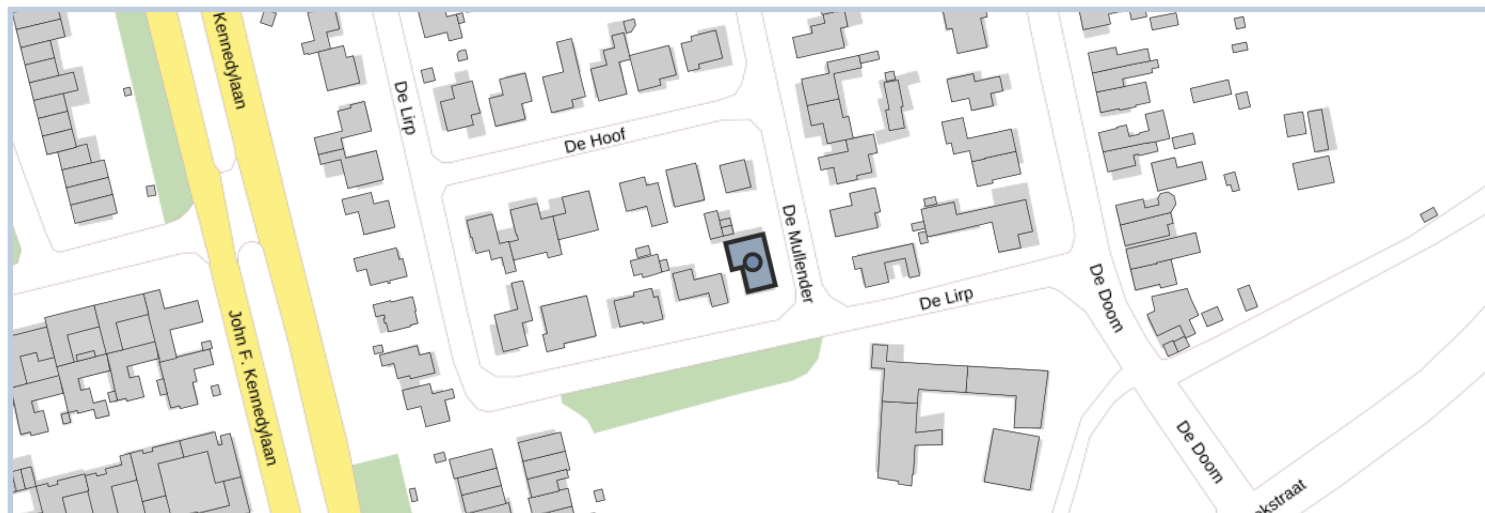 Kennedylaan
De Lirp
De Hoof
De Mullender
De Lirp
De Doom
John F. Kennedylaan
De Doom